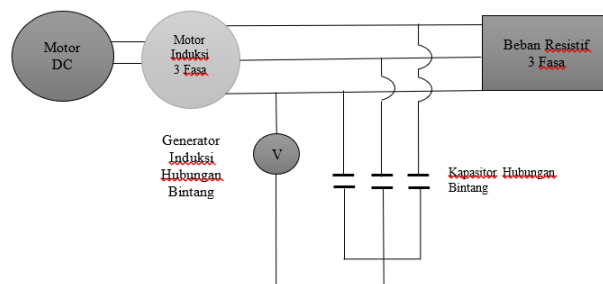 Motor
DC
Motor
Induksi
3 Fasa
Beban Resistif
3 Fasa
Generator
Induksi
Hubungan
Bintang
V
Kapasitor Hubungan
Bintang